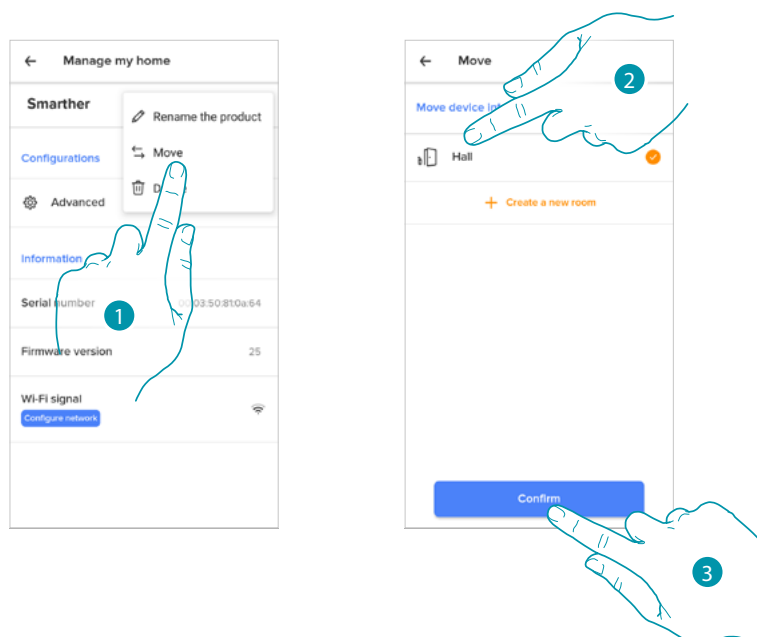 Manage my home
Smarther
Rename the product
Move
Configurations
Advanced
Information
Serial number
03:50:81:0a:64
1
Firmware version
25
Wi-Fi signal
Configure network
Move
2
Move device
Hall
Create a new room
Confirm
3